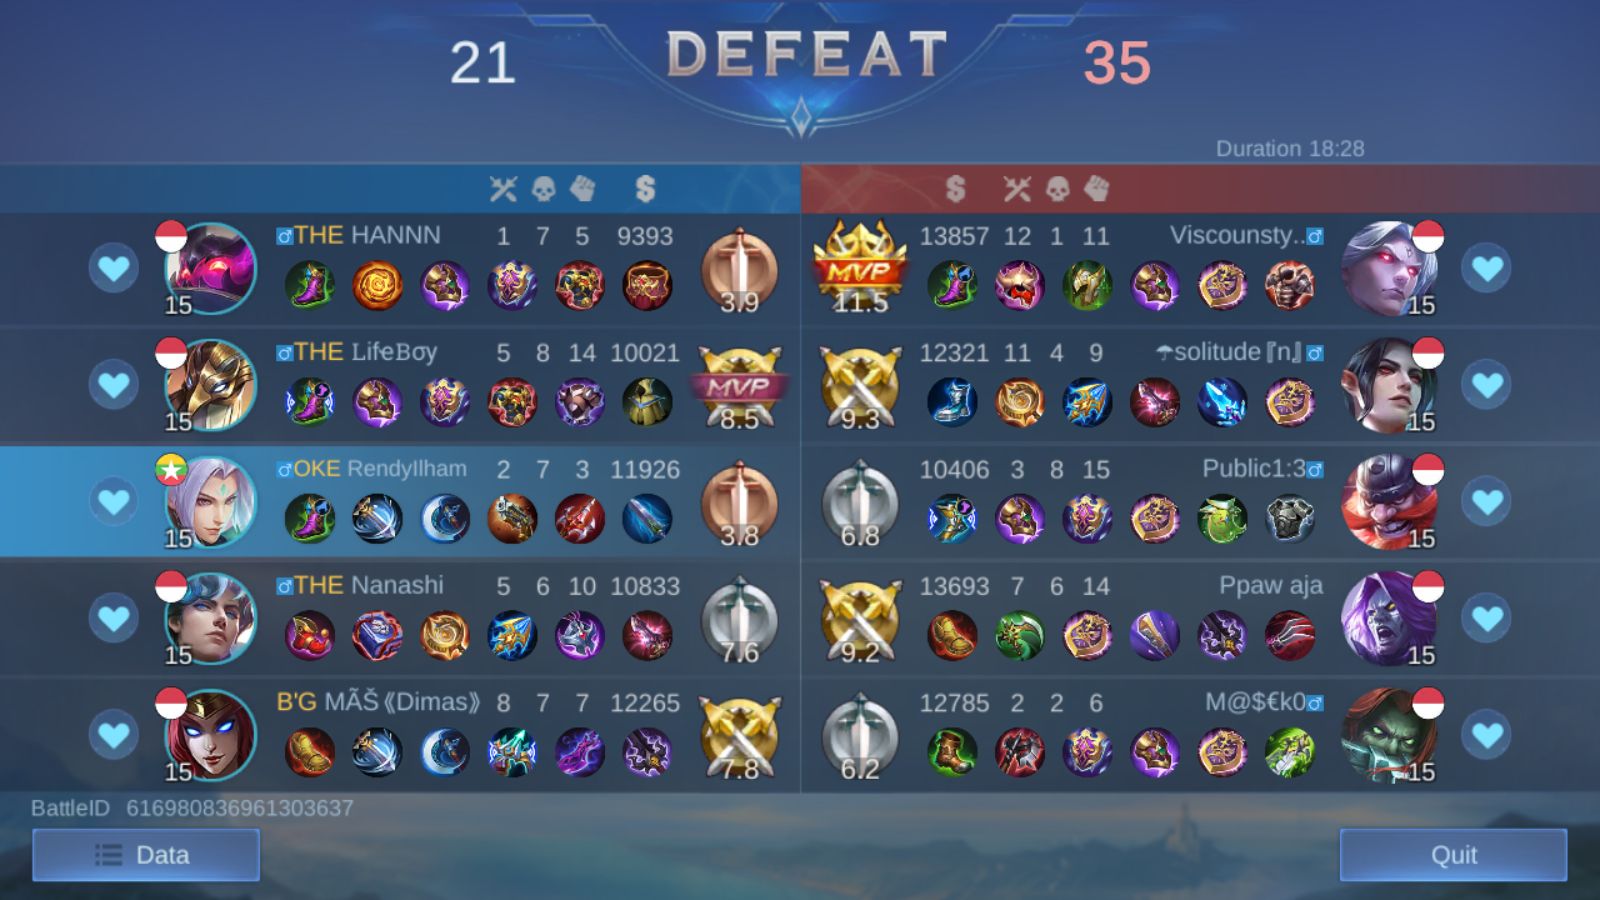 21 DEFEAT 35
Duration 18:28
THE HANNN 1 7 5 9393
15
3.9
MVP
11.5
13857 12 1 11 Viscounsty..
15
THE LifeBσy 5 8 14 10021
15
MVP
8.5
9.3
12321 11 4 9 ☂solitude『n』
15
OKE RendyIlham 2 7 3 11926
15
3.8
6.8
10406 3 8 15 Public1:3
15
THE Nanashi 5 6 10 10833
15
7.6
9.2
13693 7 6 14 Ppaw aja
15
B'G MÃŠ《Dimas》 8 7 7 12265
15
7.8
6.2
12785 2 2 6 M@$€k0
15
BattleID 616980836961303637
Data
Quit